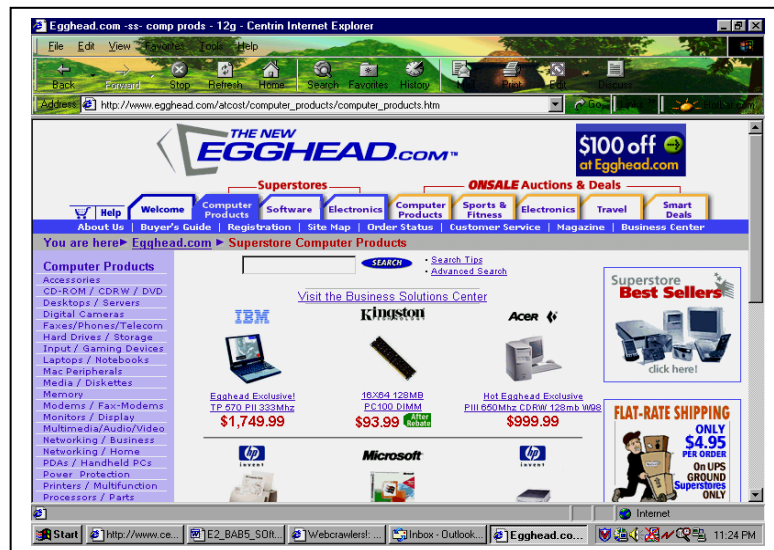 Egghead.com -ss- comp prods - 12g - Centrin Internet Explorer
File Edit View Favorites Tools Help
Back Forward Stop Refresh Home Search Favorites History Print Edit Discuss
Address http://www.egghead.com/atcost/computer_products/computer_products.htm Go
THE NEW
EGGHEAD.COM™
$100 off
at Egghead.com
Superstores
ONSALE Auctions & Deals
Help Welcome Computer Products Software Electronics Computer Products Sports & Fitness Electronics Travel Smart Deals
About Us | Buyer's Guide | Registration | Site Map | Order Status | Customer Service | Magazine | Business Center
You are here Egghead.com Superstore Computer Products
SEARCH
· Search Tips
· Advanced Search
Visit the Business Solutions Center
Computer Products
Accessories
CD-ROM / CDRW / DVD
Desktops / Servers
Digital Cameras
Faxes/Phones/Telecom
Hard Drives / Storage
Input / Gaming Devices
Laptops / Notebooks
Mac Peripherals
Media / Diskettes
Memory
Modems / Fax-Modems
Monitors / Display
Multimedia/Audio/Video
Networking / Business
Networking / Home
PDAs / Handheld PCs
Power Protection
Printers / Multifunction
Processors / Parts
IBM
Egghead Exclusive!
TP 570 PII 333Mhz
$1,749.99
Kingston
TECHNOLOGY
16X64 128MB
PC100 DIMM
$93.99 After Rebate
ACER
Hot Egghead Exclusive
PIII 650Mhz CDRW 128mb W98
$999.99
hp
invent
Microsoft
hp
invent
Superstore
Best Sellers
click here!
FLAT-RATE SHIPPING
ONLY
$4.95
PER ORDER
On UPS
GROUND
Superstores
ONLY
Internet
Start http://www.ce... E2_BAB5_SOft... Webcrawlers!: ... Inbox - Outlook... Egghead.co... 11:24 PM